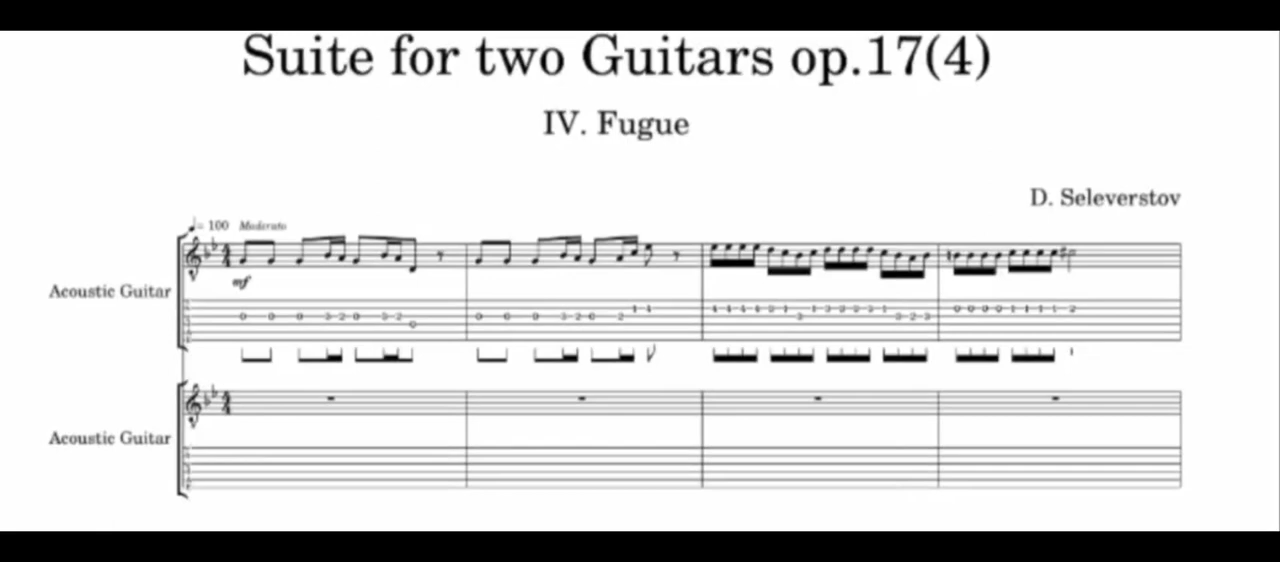 Suite for two Guitars op.17(4)
IV. Fugue
D. Seleverstov
= 100 Moderato
mf
Acoustic Guitar
Acoustic Guitar